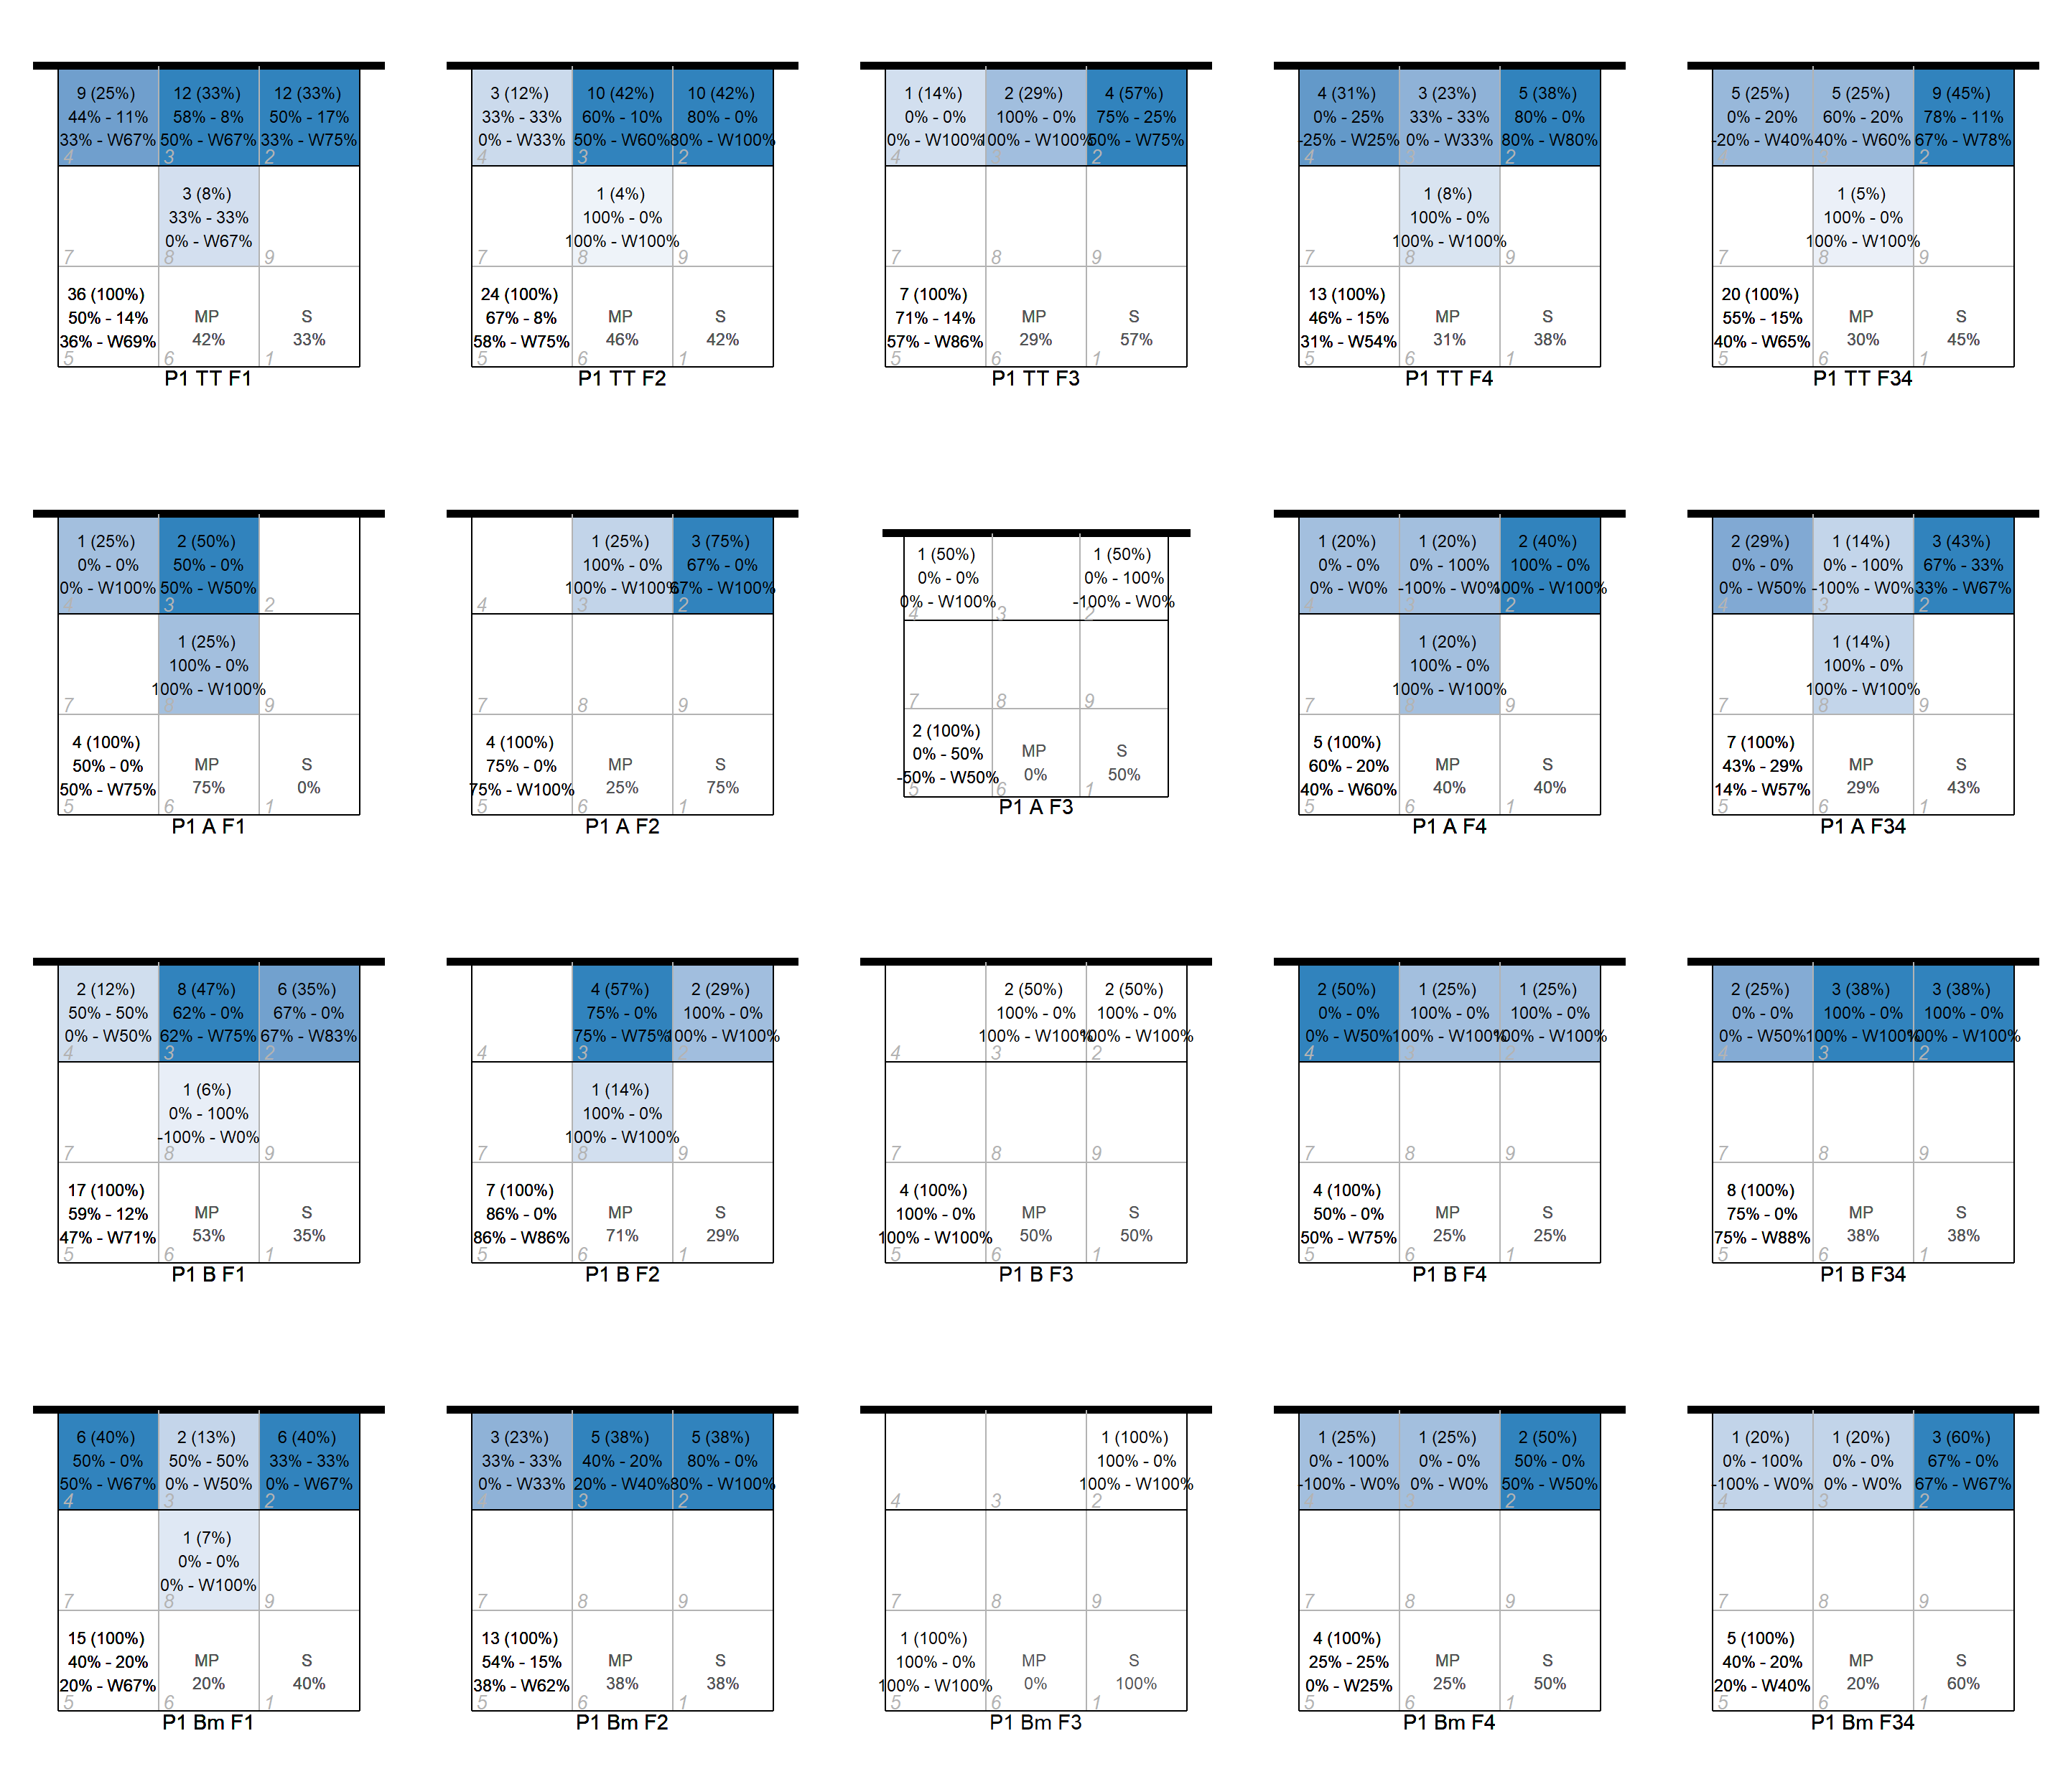 9 (25%) 12 (33%) 12 (33%)
44% - 11% 58% - 8% 50% - 17%
33% - W67% 50% - W67% 33% - W75%
4 3 2
3 (8%)
33% - 33%
0% - W67%
7 8 9
36 (100%)
50% - 14% MP S
36% - W69% 42% 33%
5 6 1
P1 TT F1
3 (12%) 10 (42%) 10 (42%)
33% - 33% 60% - 10% 80% - 0%
0% - W33% 50% - W60% 80% - W100%
4 3 2
1 (4%)
100% - 0%
100% - W100%
7 8 9
24 (100%)
67% - 8% MP S
58% - W75% 46% 42%
5 6 1
P1 TT F2
1 (14%) 2 (29%) 4 (57%)
0% - 0% 100% - 0% 75% - 25%
0% - W100% 100% - W100% 50% - W75%
4 3 2
7 8 9
7 (100%)
71% - 14% MP S
57% - W86% 29% 57%
5 6 1
P1 TT F3
4 (31%) 3 (23%) 5 (38%)
0% - 25% 33% - 33% 80% - 0%
-25% - W25% 0% - W33% 80% - W80%
4 3 2
1 (8%)
100% - 0%
100% - W100%
7 8 9
13 (100%)
46% - 15% MP S
31% - W54% 31% 38%
5 6 1
P1 TT F4
5 (25%) 5 (25%) 9 (45%)
0% - 20% 60% - 20% 78% - 11%
-20% - W40% 40% - W60% 67% - W78%
2
1 (5%)
100% - 0%
100% - W100%
7 8 9
20 (100%)
55% - 15% MP S
40% - W65% 30% 45%
5 6 1
P1 TT F34
1 (25%) 2 (50%)
0% - 0% 50% - 0%
0% - W100% 50% - W50%
4 3 2
1 (25%)
100% - 0%
100% - W100%
7 8 9
4 (100%)
50% - 0% MP S
50% - W75% 75% 0%
5 6 1
P1 A F1
1 (25%) 3 (75%)
100% - 0% 67% - 0%
100% - W100% 67% - W100%
4 3 2
7 8 9
4 (100%)
75% - 0% MP S
75% - W100% 25% 75%
5 6 1
P1 A F2
1 (50%) 1 (50%)
0% - 0% 0% - 100%
0% - W100% -100% - W0%
4 3 2
7 8 9
2 (100%)
0% - 50% MP S
-50% - W50% 0% 50%
5 6 1
P1 A F3
1 (20%) 1 (20%) 2 (40%)
0% - 0% 0% - 100% 100% - 0%
0% - W0% -100% - W0% 100% - W100%
4 3 2
1 (20%)
100% - 0%
100% - W100%
7 8 9
5 (100%)
60% - 20% MP S
40% - W60% 40% 40%
5 6 1
P1 A F4
2 (29%) 1 (14%) 3 (43%)
0% - 0% 0% - 100% 67% - 33%
0% - W50% -100% - W0% 33% - W67%
4 3 2
1 (14%)
100% - 0%
100% - W100%
7 8 9
7 (100%)
43% - 29% MP S
14% - W57% 29% 43%
5 6 1
P1 A F34
2 (12%) 8 (47%) 6 (35%)
50% - 50% 62% - 0% 67% - 0%
0% - W50% 62% - W75% 67% - W83%
4 3 2
1 (6%)
0% - 100%
-100% - W0%
7 8 9
17 (100%)
59% - 12% MP S
47% - W71% 53% 35%
5 6 1
P1 B F1
4 (57%) 2 (29%)
75% - 0% 100% - 0%
75% - W75% 100% - W100%
4 3 2
1 (14%)
100% - 0%
100% - W100%
7 8 9
7 (100%)
86% - 0% MP S
86% - W86% 71% 29%
5 6 1
P1 B F2
2 (50%) 2 (50%)
100% - 0% 100% - 0%
100% - W100% 100% - W100%
4 3 2
7 8 9
4 (100%)
100% - 0% MP S
100% - W100% 50% 50%
5 6 1
P1 B F3
2 (50%) 1 (25%) 1 (25%)
0% - 0% 100% - 0% 100% - 0%
0% - W50% 100% - W100% 100% - W100%
4 3 2
7 8 9
4 (100%)
50% - 0% MP S
50% - W75% 25% 25%
5 6 1
P1 B F4
2 (25%) 3 (38%) 3 (38%)
0% - 0% 100% - 0% 100% - 0%
0% - W50% 100% - W100% 100% - W100%
4 3 2
7 8 9
8 (100%)
75% - 0% MP S
75% - W88% 38% 38%
5 6 1
P1 B F34
6 (40%) 2 (13%) 6 (40%)
50% - 0% 50% - 50% 33% - 33%
50% - W67% 0% - W50% 0% - W67%
4 3 2
1 (7%)
0% - 0%
0% - W100%
7 8 9
15 (100%)
40% - 20% MP S
20% - W67% 20% 40%
5 6 1
P1 Bm F1
3 (23%) 5 (38%) 5 (38%)
33% - 33% 40% - 20% 80% - 0%
0% - W33% 20% - W40% 80% - W100%
4 3 2
7 8 9
13 (100%)
54% - 15% MP S
38% - W62% 38% 38%
5 6 1
P1 Bm F2
1 (100%)
100% - 0%
100% - W100%
4 3 2
7 8 9
1 (100%)
100% - 0% MP S
100% - W100% 0% 100%
5 6 1
P1 Bm F3
1 (25%) 1 (25%) 2 (50%)
0% - 100% 0% - 0% 50% - 0%
-100% - W0% 0% - W0% 50% - W50%
4 3 2
7 8 9
4 (100%)
25% - 25% MP S
0% - W25% 25% 50%
5 6 1
P1 Bm F4
1 (20%) 1 (20%) 3 (60%)
0% - 100% 0% - 0% 67% - 0%
-100% - W0% 0% - W0% 67% - W67%
4 3 2
7 8 9
5 (100%)
40% - 20% MP S
20% - W40% 20% 60%
5 6 1
P1 Bm F34